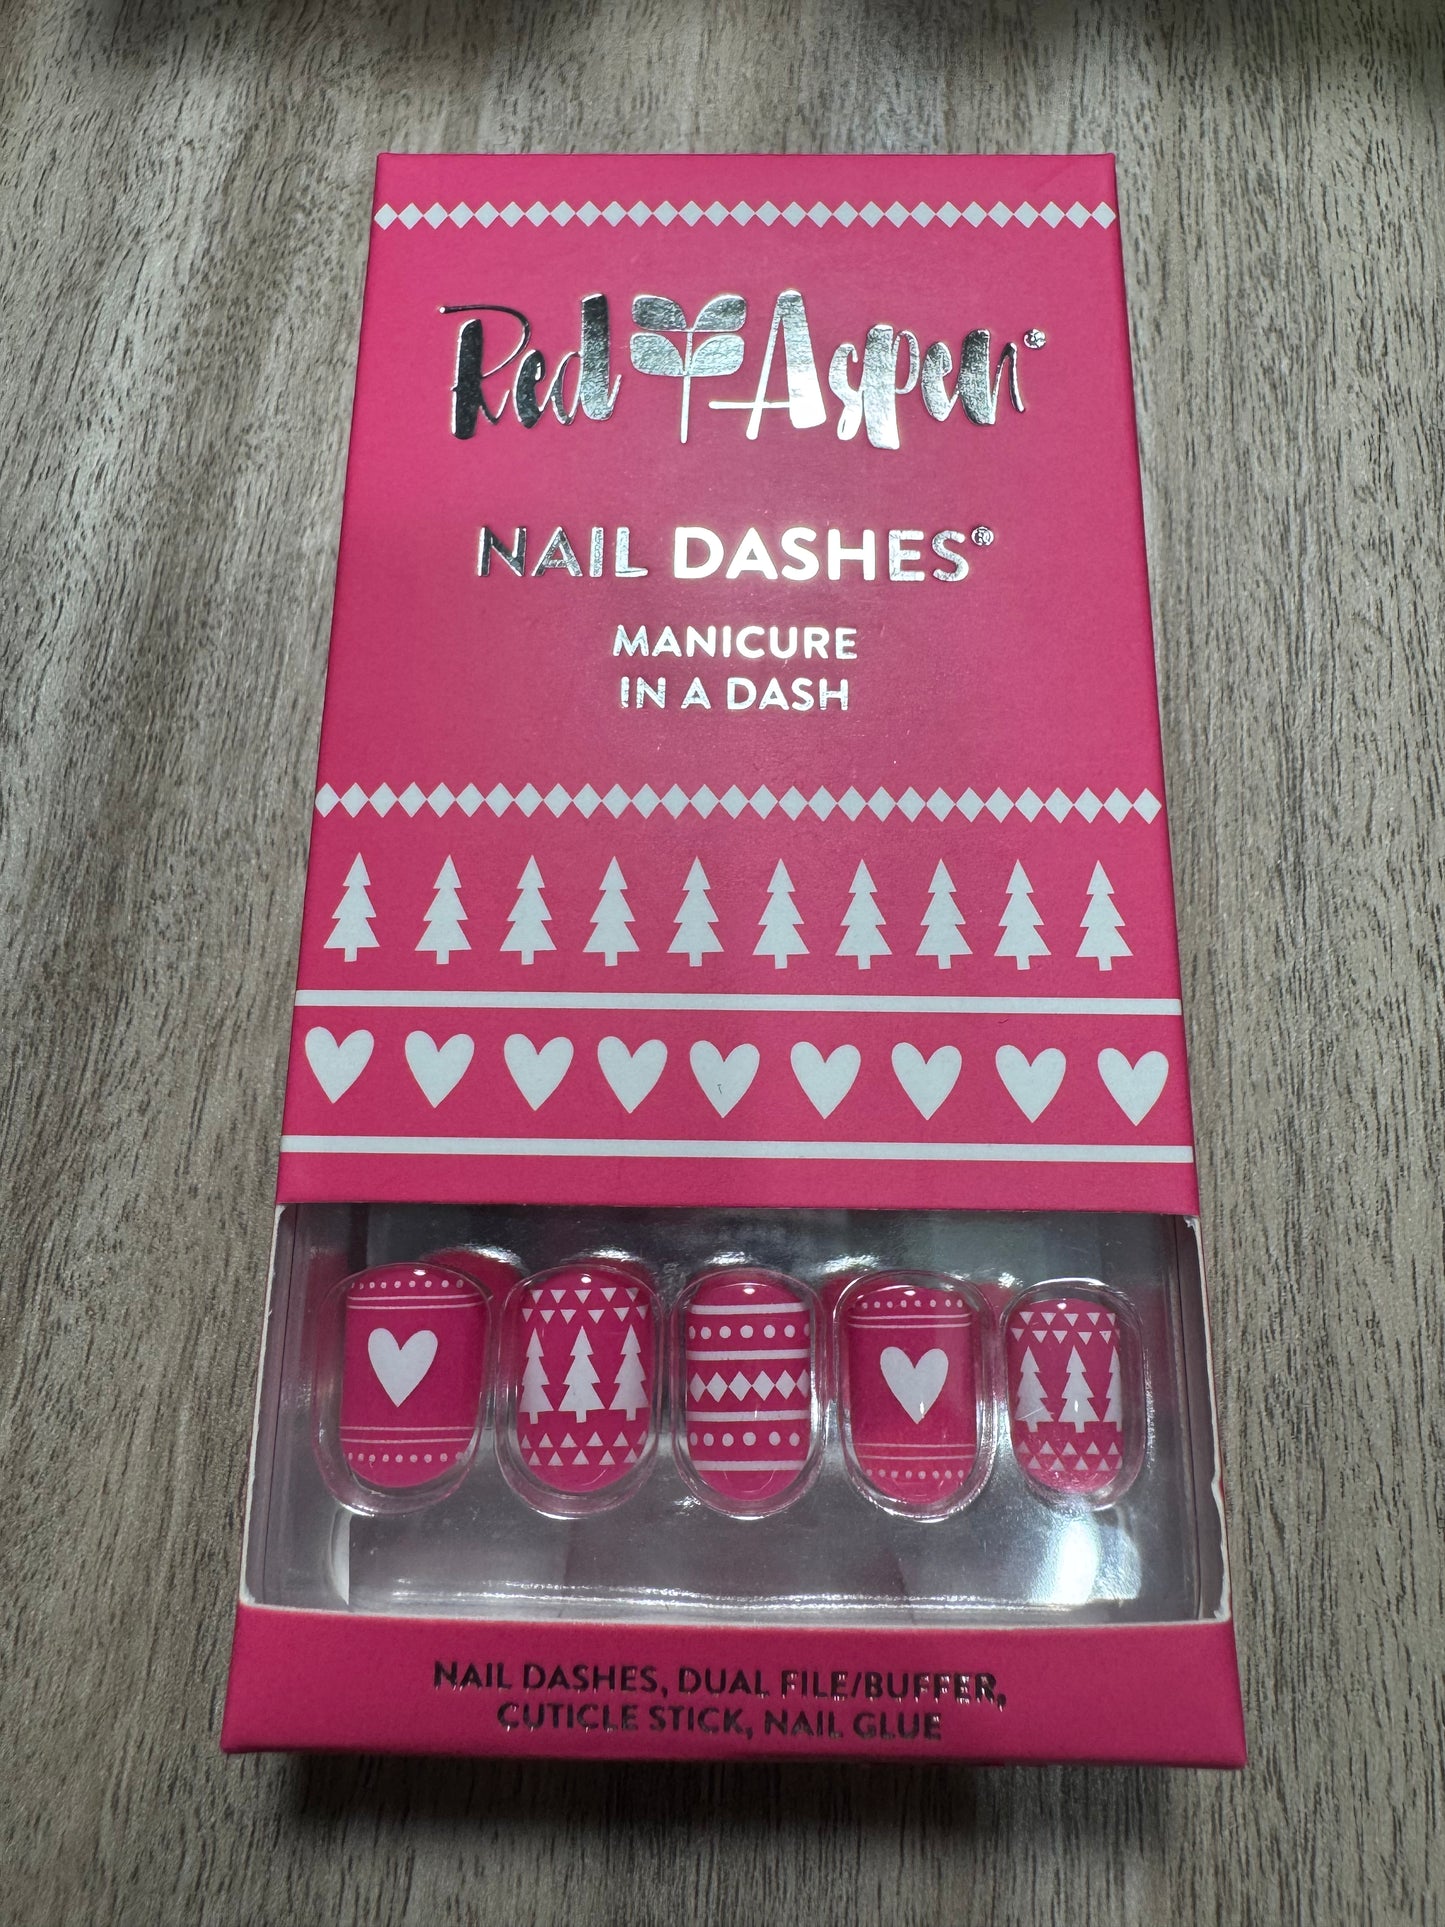 Red Aspen®
NAIL DASHES®
MANICURE
IN A DASH
NAIL DASHES, DUAL FILE/BUFFER,
CUTICLE STICK, NAIL GLUE